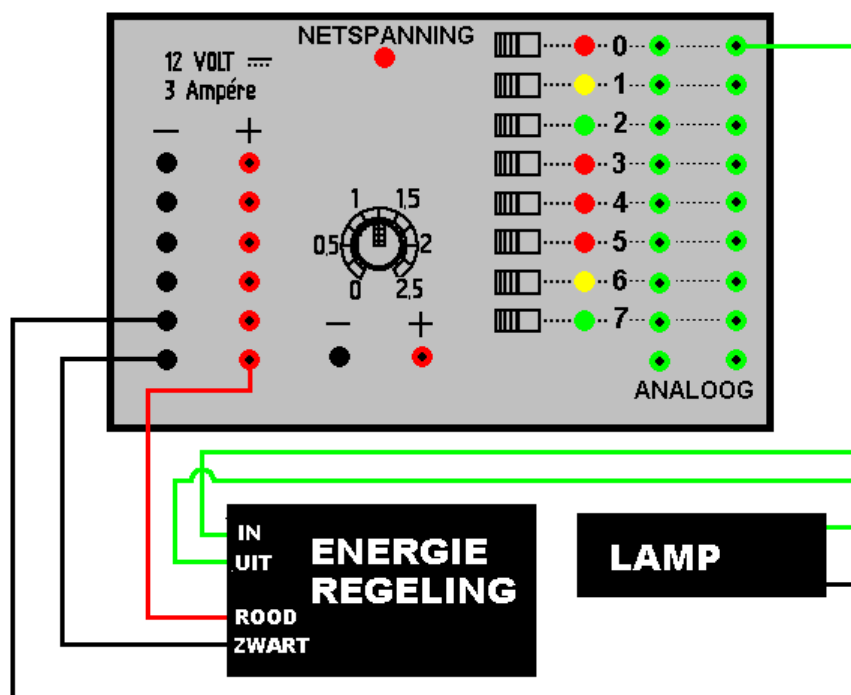 NETSPANNING
12 VOLT ⎓
3 Ampére
− +
0
1
2
3
4
5
6
7
1 1,5
0,5 2
0 2,5
− +
ANALOOG
IN
UIT
ENERGIE
REGELING
ROOD
ZWART
LAMP